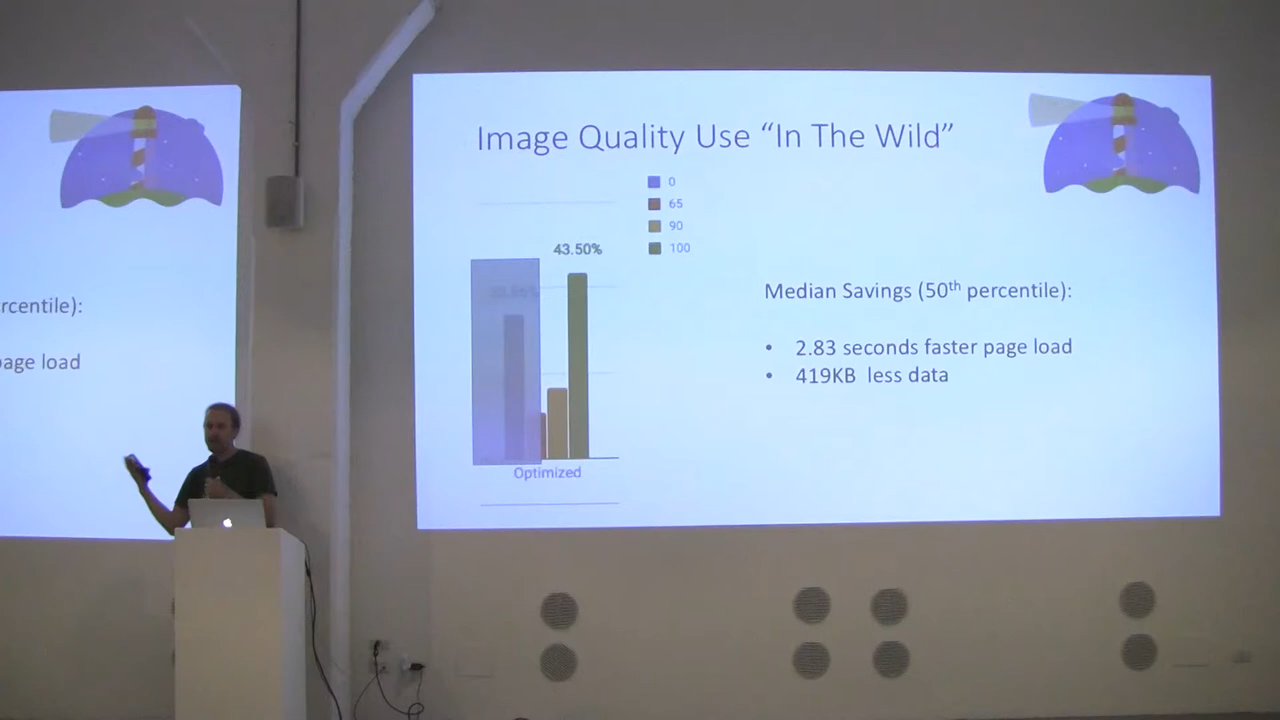 Image Quality Use “In The Wild”
0
65
90
100
43.50%
Optimized
Median Savings (50th percentile):
• 2.83 seconds faster page load
• 419KB less data
rcentile):
age load